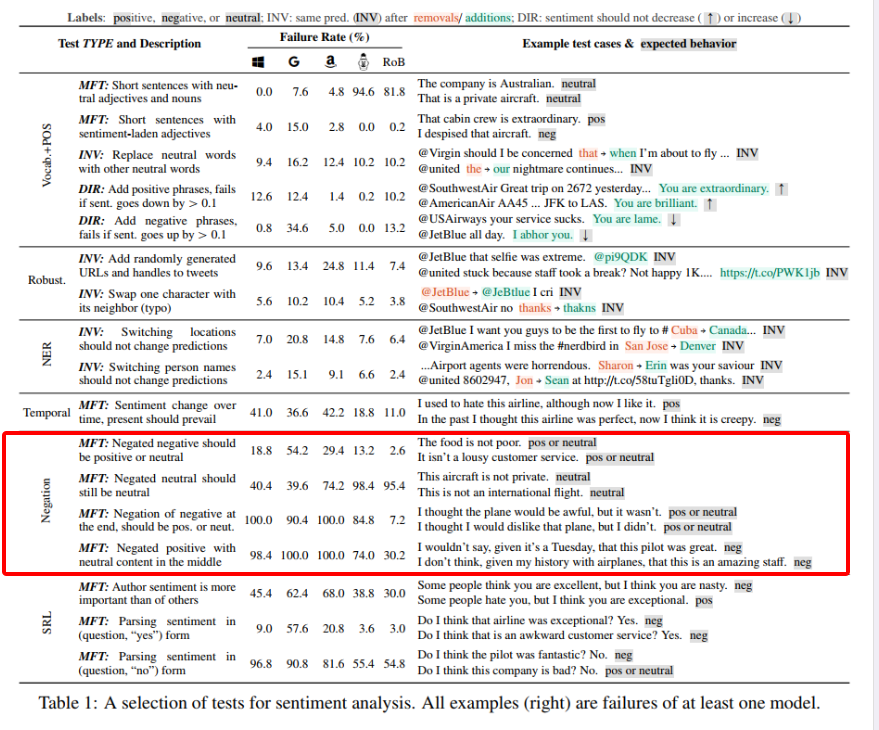 Labels: positive, negative, or neutral; INV: same pred. (INV) after removals/ additions; DIR: sentiment should not decrease ( ↑ ) or increase ( ↓ )
Test TYPE and Description
Failure Rate (%)
Example test cases & expected behavior
G a RoB
Vocab.+POS
MFT: Short sentences with neu-
tral adjectives and nouns
0.0 7.6 4.8 94.6 81.8
The company is Australian. neutral
That is a private aircraft. neutral
MFT: Short sentences with
sentiment-laden adjectives
4.0 15.0 2.8 0.0 0.2
That cabin crew is extraordinary. pos
I despised that aircraft. neg
INV: Replace neutral words
with other neutral words
9.4 16.2 12.4 10.2 10.2
@Virgin should I be concerned that → when I'm about to fly ... INV
@united the → our nightmare continues... INV
DIR: Add positive phrases, fails
if sent. goes down by > 0.1
12.6 12.4 1.4 0.2 10.2
@SouthwestAir Great trip on 2672 yesterday... You are extraordinary. ↑
@AmericanAir AA45 ... JFK to LAS. You are brilliant. ↑
DIR: Add negative phrases,
fails if sent. goes up by > 0.1
0.8 34.6 5.0 0.0 13.2
@USAirways your service sucks. You are lame. ↓
@JetBlue all day. I abhor you. ↓
Robust.
INV: Add randomly generated
URLs and handles to tweets
9.6 13.4 24.8 11.4 7.4
@JetBlue that selfie was extreme. @pi9QDK INV
@united stuck because staff took a break? Not happy 1K.... https://t.co/PWK1jb INV
INV: Swap one character with
its neighbor (typo)
5.6 10.2 10.4 5.2 3.8
@JetBlue → @JeBtlue I cri INV
@SouthwestAir no thanks → thakns INV
NER
INV: Switching locations
should not change predictions
7.0 20.8 14.8 7.6 6.4
@JetBlue I want you guys to be the first to fly to # Cuba → Canada... INV
@VirginAmerica I miss the #nerdbird in San Jose → Denver INV
INV: Switching person names
should not change predictions
2.4 15.1 9.1 6.6 2.4
...Airport agents were horrendous. Sharon → Erin was your saviour INV
@united 8602947, Jon → Sean at http://t.co/58tuTgli0D, thanks. INV
Temporal
MFT: Sentiment change over
time, present should prevail
41.0 36.6 42.2 18.8 11.0
I used to hate this airline, although now I like it. pos
In the past I thought this airline was perfect, now I think it is creepy. neg
Negation
MFT: Negated negative should
be positive or neutral
18.8 54.2 29.4 13.2 2.6
The food is not poor. pos or neutral
It isn't a lousy customer service. pos or neutral
MFT: Negated neutral should
still be neutral
40.4 39.6 74.2 98.4 95.4
This aircraft is not private. neutral
This is not an international flight. neutral
MFT: Negation of negative at
the end, should be pos. or neut.
100.0 90.4 100.0 84.8 7.2
I thought the plane would be awful, but it wasn't. pos or neutral
I thought I would dislike that plane, but I didn't. pos or neutral
MFT: Negated positive with
neutral content in the middle
98.4 100.0 100.0 74.0 30.2
I wouldn't say, given it's a Tuesday, that this pilot was great. neg
I don't think, given my history with airplanes, that this is an amazing staff. neg
SRL
MFT: Author sentiment is more
important than of others
45.4 62.4 68.0 38.8 30.0
Some people think you are excellent, but I think you are nasty. neg
Some people hate you, but I think you are exceptional. pos
MFT: Parsing sentiment in
(question, "yes") form
9.0 57.6 20.8 3.6 3.0
Do I think that airline was exceptional? Yes. neg
Do I think that is an awkward customer service? Yes. neg
MFT: Parsing sentiment in
(question, "no") form
96.8 90.8 81.6 55.4 54.8
Do I think the pilot was fantastic? No. neg
Do I think this company is bad? No. pos or neutral
Table 1: A selection of tests for sentiment analysis. All examples (right) are failures of at least one model.